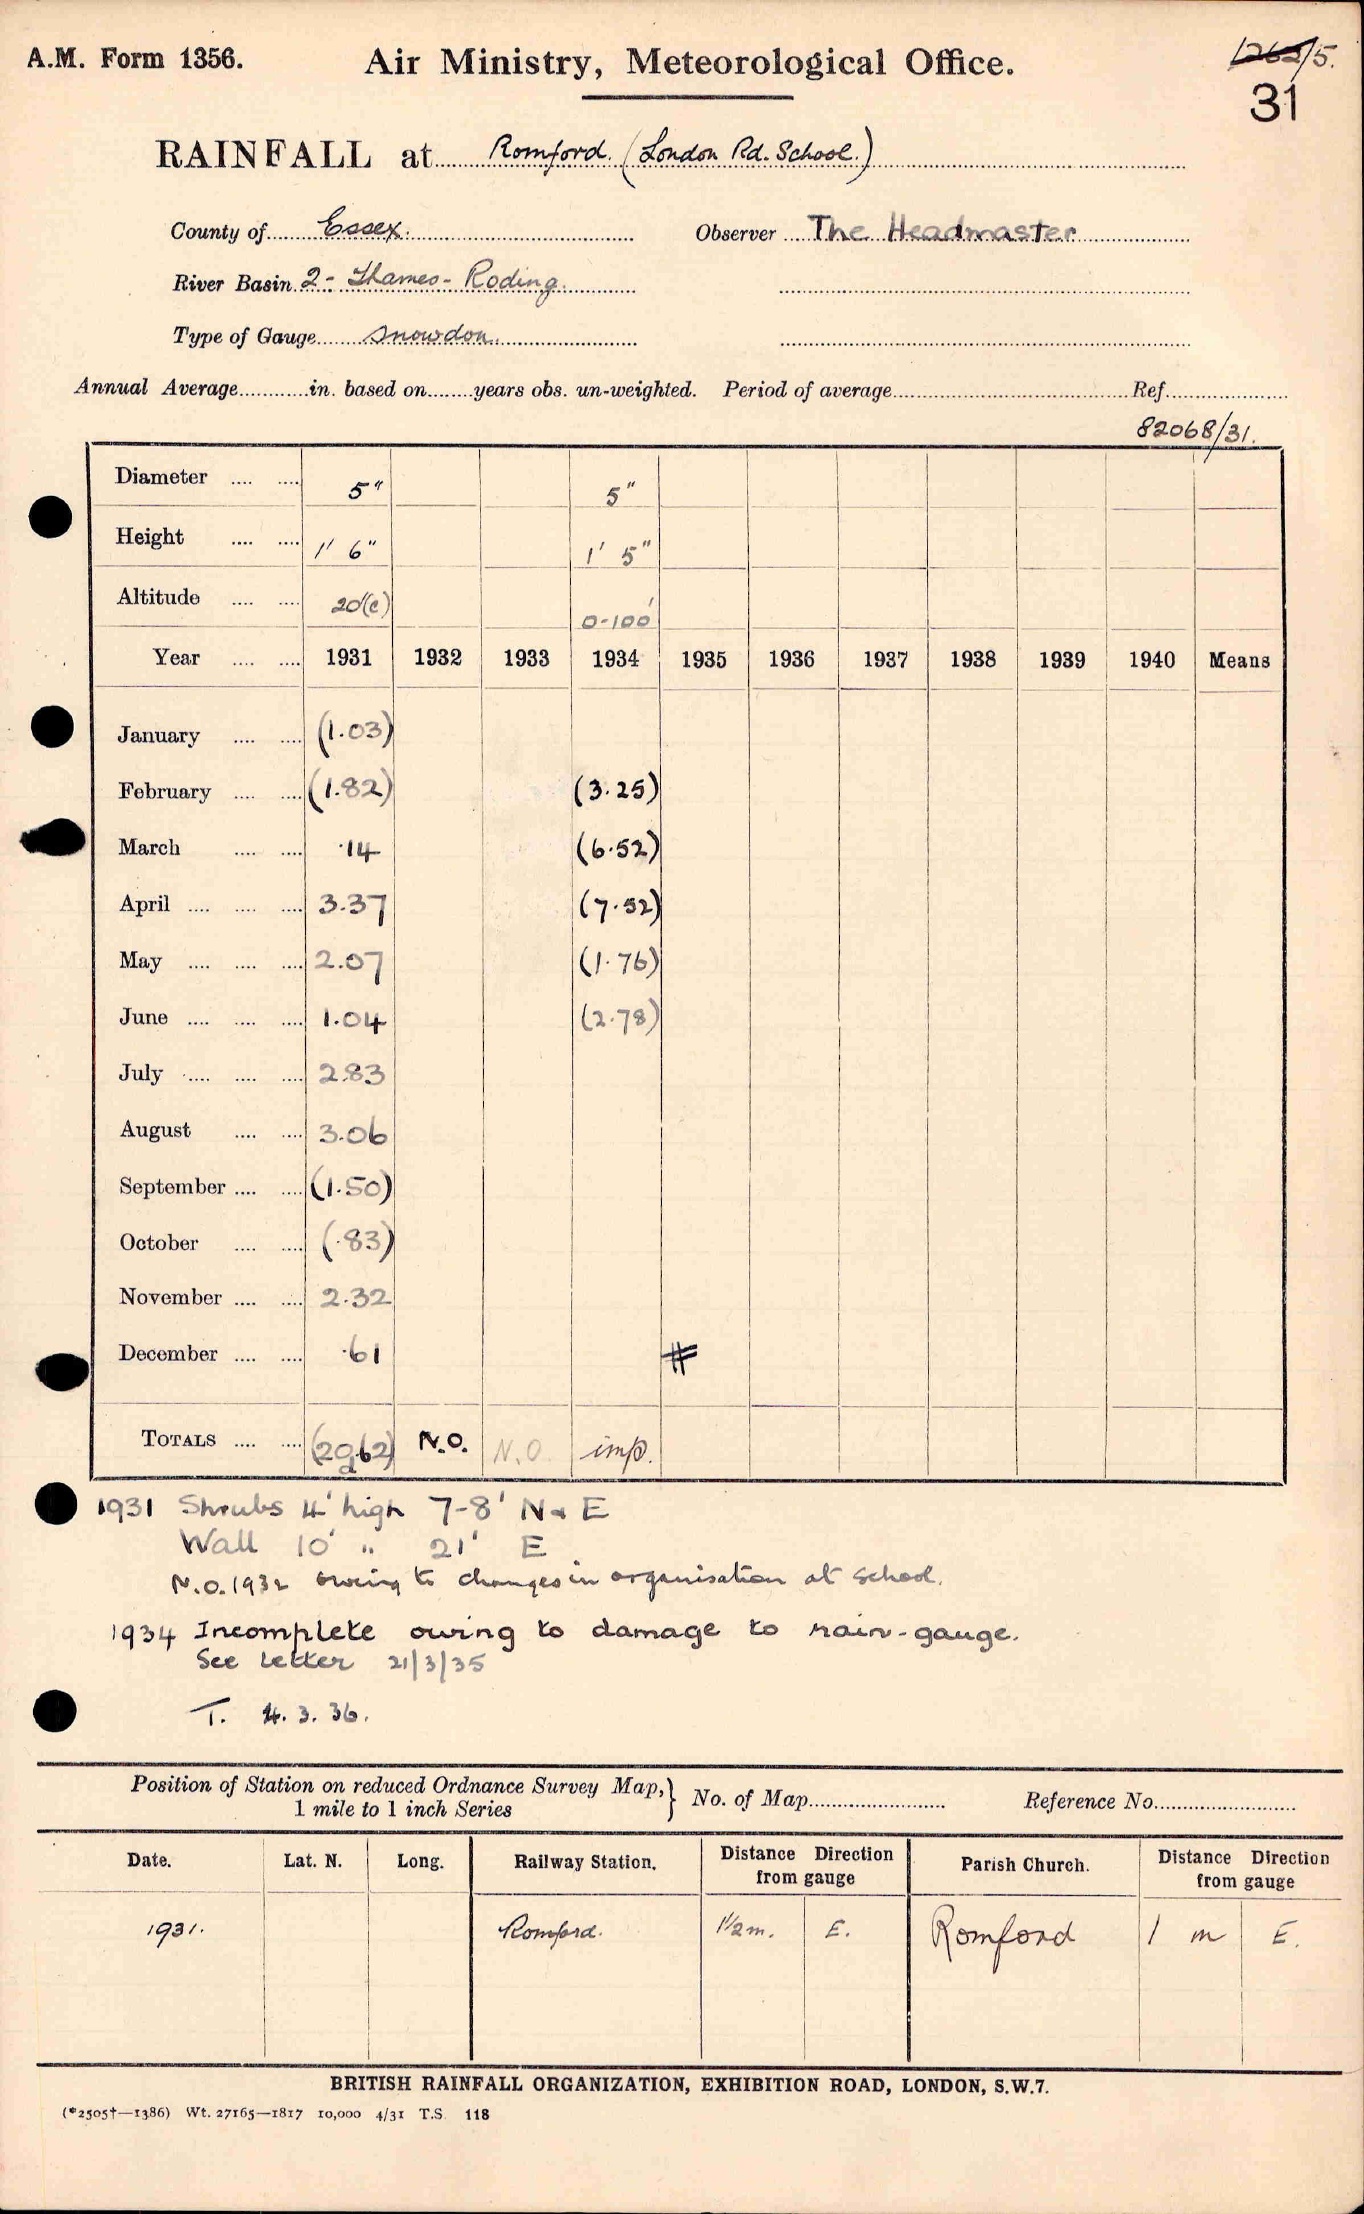 A.M. Form 1356.
Air Ministry, Meteorological Office.
1262/5.
31
RAINFALL at Romford. (London Rd. School.)
County of Essex. Observer The Headmaster
River Basin 2 - Thames - Roding.
Type of Gauge Snowdon.
Annual Average in. based on years obs. un-weighted. Period of average Ref.
82068/31.
Diameter 5" 5"
Height 1' 6" 1' 5"
Altitude 20'(c) 0-100'
Year 1931 1932 1933 1934 1935 1936 1937 1938 1939 1940 Means
January (1.03)
February (1.82) (3.25)
March .14 (6.52)
April 3.37 (7.52)
May 2.07 (1.76)
June 1.04 (2.78)
July 2.83
August 3.06
September (1.50)
October (.83)
November 2.32
December .61 #
TOTALS (20.62) N.O. N.O. imp.
1931 Shrubs 4' high 7-8' N & E
Wall 10' " 21' E
N.O. 1932 owing to changes in organisation at school.
1934 Incomplete owing to damage to rain-gauge.
See letter 21/3/35
T. 4.3.36.
Position of Station on reduced Ordnance Survey Map, } No. of Map Reference No.
1 mile to 1 inch Series
Date. Lat. N. Long. Railway Station. Distance Direction from gauge Parish Church. Distance Direction from gauge
1931. Romford. 1½ m. E. Romford 1 m E.
BRITISH RAINFALL ORGANIZATION, EXHIBITION ROAD, LONDON, S.W.7.
(*2505†—1386) Wt. 27165—1817 10,000 4/31 T.S. 118